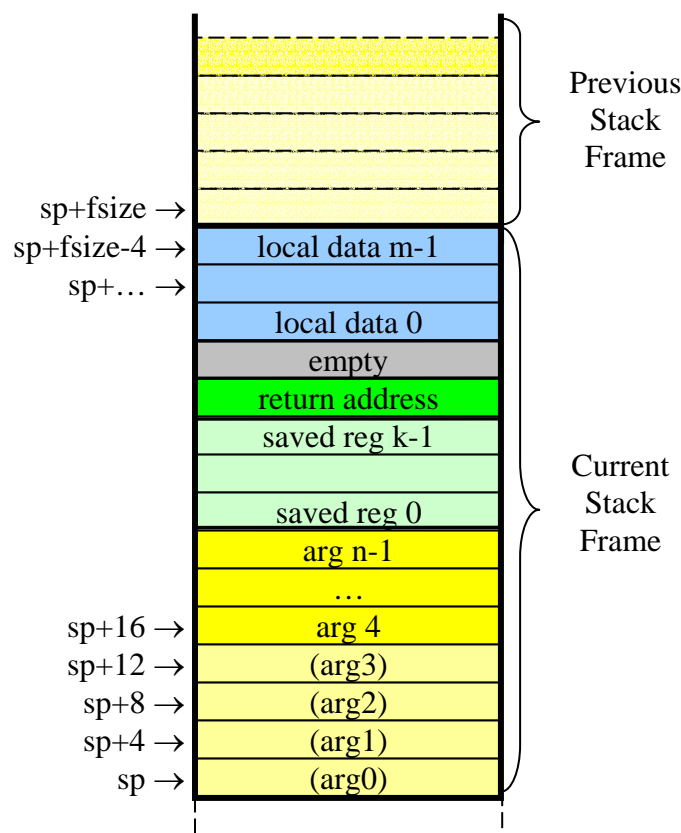 Previous
Stack
Frame
sp+fsize →
sp+fsize-4 → local data m-1
sp+… →
local data 0
empty
return address
saved reg k-1
saved reg 0
Current
Stack
Frame
arg n-1
…
sp+16 → arg 4
sp+12 → (arg3)
sp+8 → (arg2)
sp+4 → (arg1)
sp → (arg0)